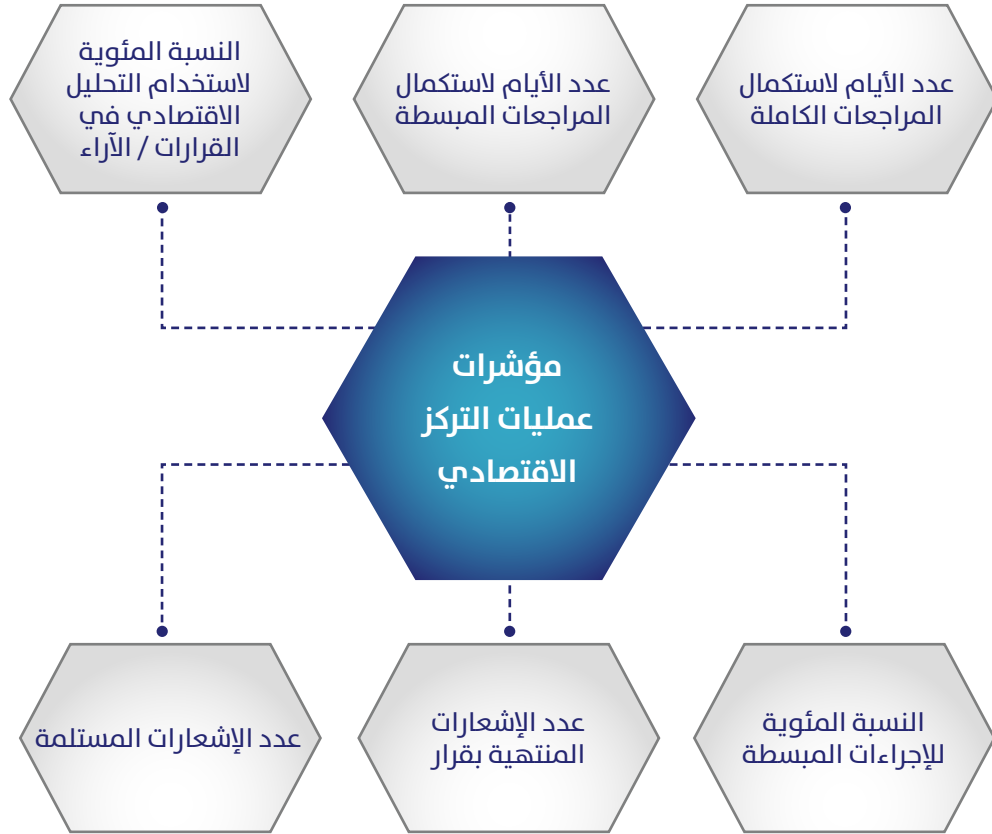 عدد الأيام لاستكمال
المراجعات الكاملة
عدد الأيام لاستكمال
المراجعات المبسطة
النسبة المئوية
لاستخدام التحليل
الاقتصادي في
القرارات / الآراء
مؤشرات
عمليات التركز
الاقتصادي
النسبة المئوية
للإجراءات المبسطة
عدد الإشعارات
المنتهية بقرار
عدد الإشعارات المستلمة